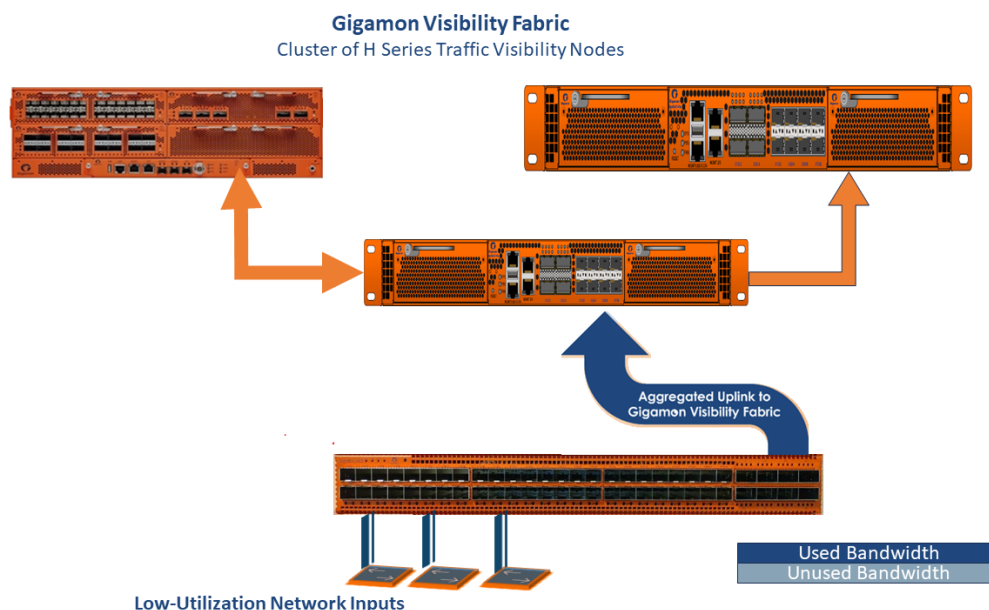 Gigamon Visibility Fabric
Cluster of H Series Traffic Visibility Nodes
Aggregated Uplink to
Gigamon Visibility Fabric
Used Bandwidth
Unused Bandwidth
Low-Utilization Network Inputs